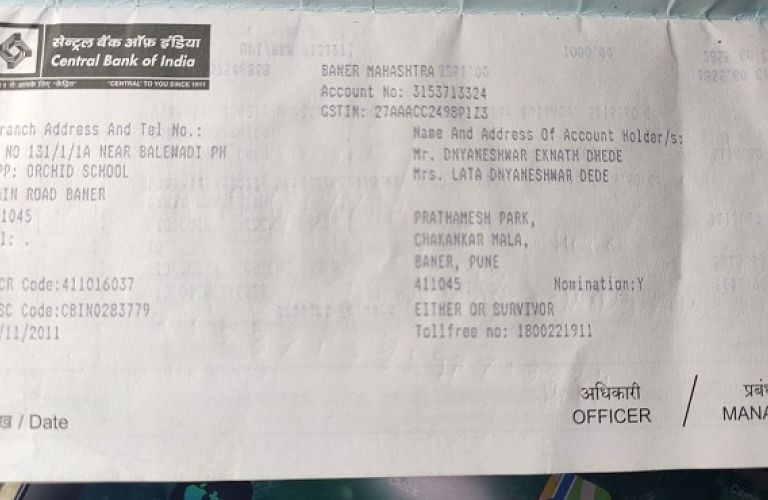 सेन्ट्रल बैंक ऑफ़ इंडिया
Central Bank of India
"CENTRAL" TO YOU SINCE 1911
BANER MAHASHTRA
Account No: 3153713324
GSTIN: 27AAACC2498P1Z3
ranch Address And Tel No.:
NO 131/1/1A NEAR BALEWADI PH
PP: ORCHID SCHOOL
IN ROAD BANER
1045
l: .
CR Code:411016037
SC Code:CBIN0283779
/11/2011
Name And Address Of Account Holder/s:
Mr. DNYANESHWAR EKNATH DHEDE
Mrs. LATA DNYANESHWAR DEDE
PRATHAMESH PARK,
CHAKANKAR MALA,
BANER, PUNE
411045 Nomination:Y
EITHER OR SURVIVOR
Tollfree no: 1800221911
ख / Date
अधिकारी / प्रबं
OFFICER MANA